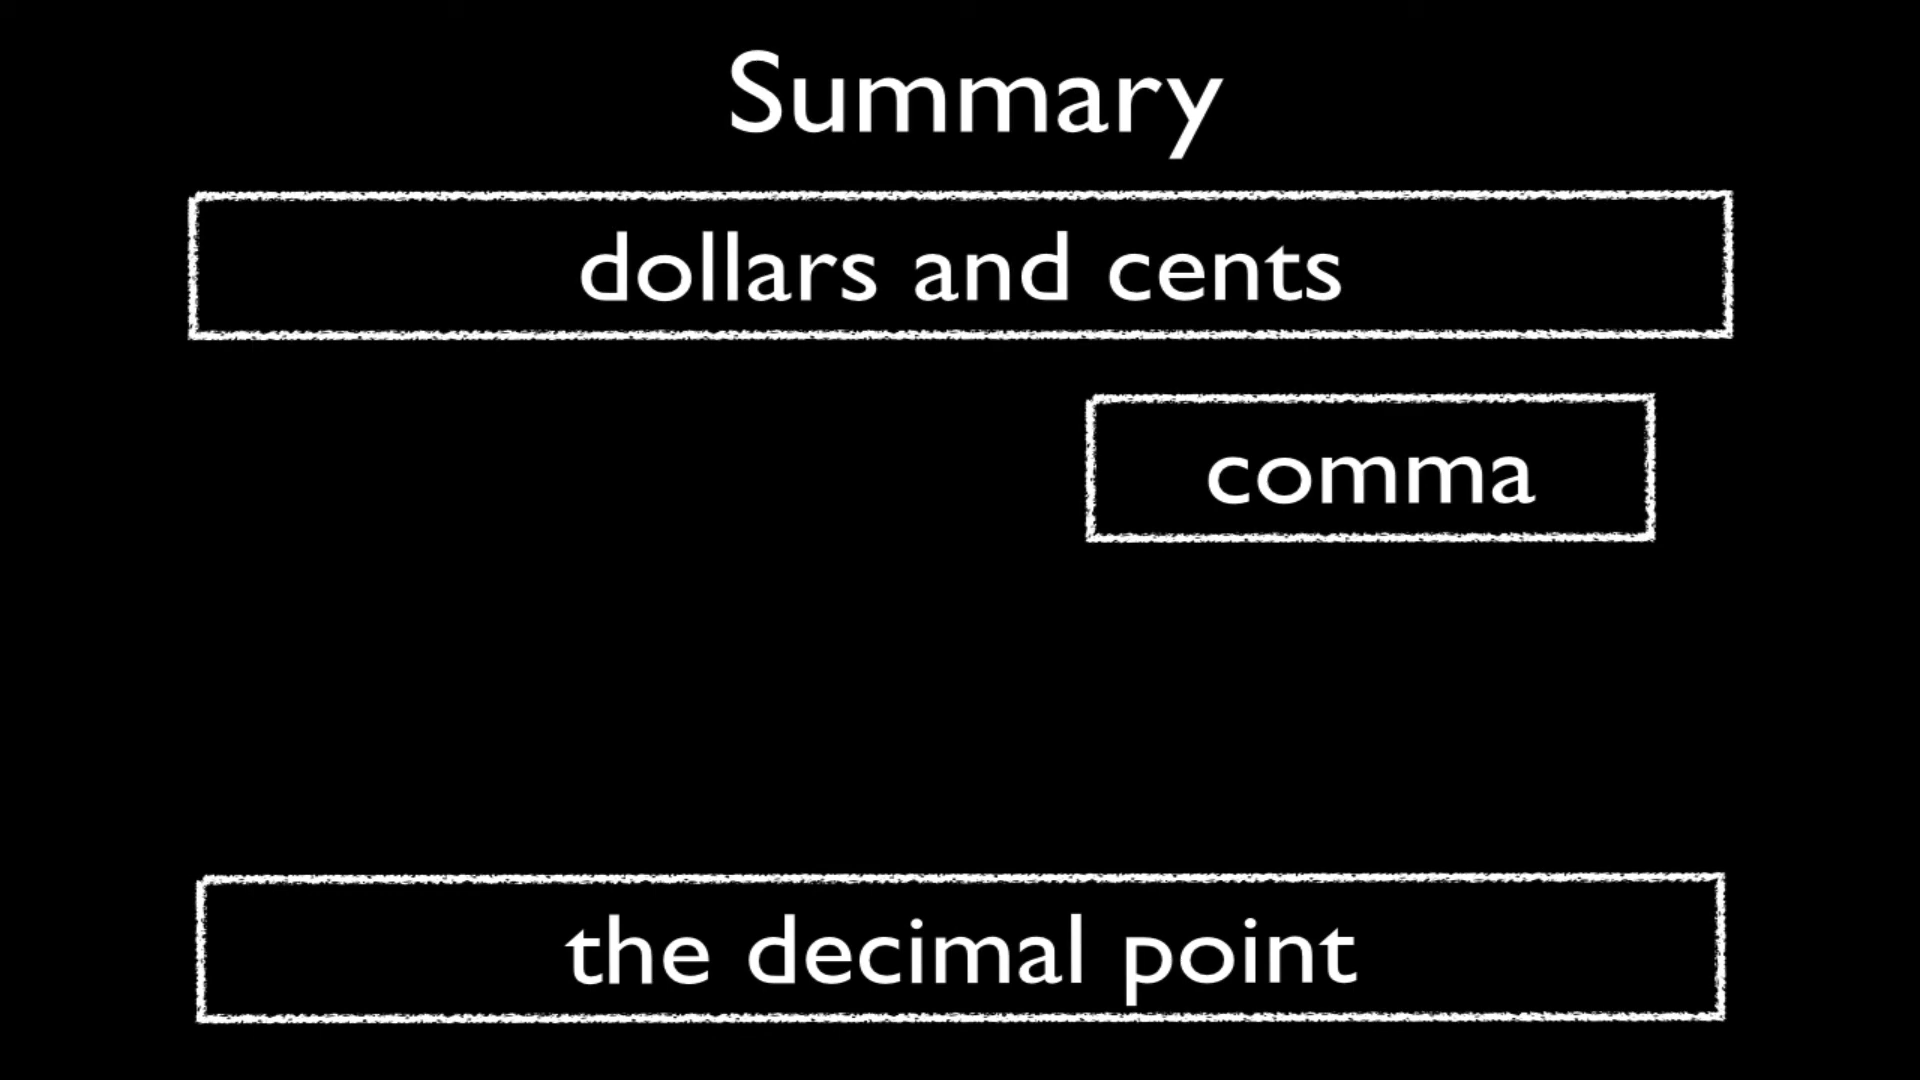 Summary
dollars and cents
comma
the decimal point